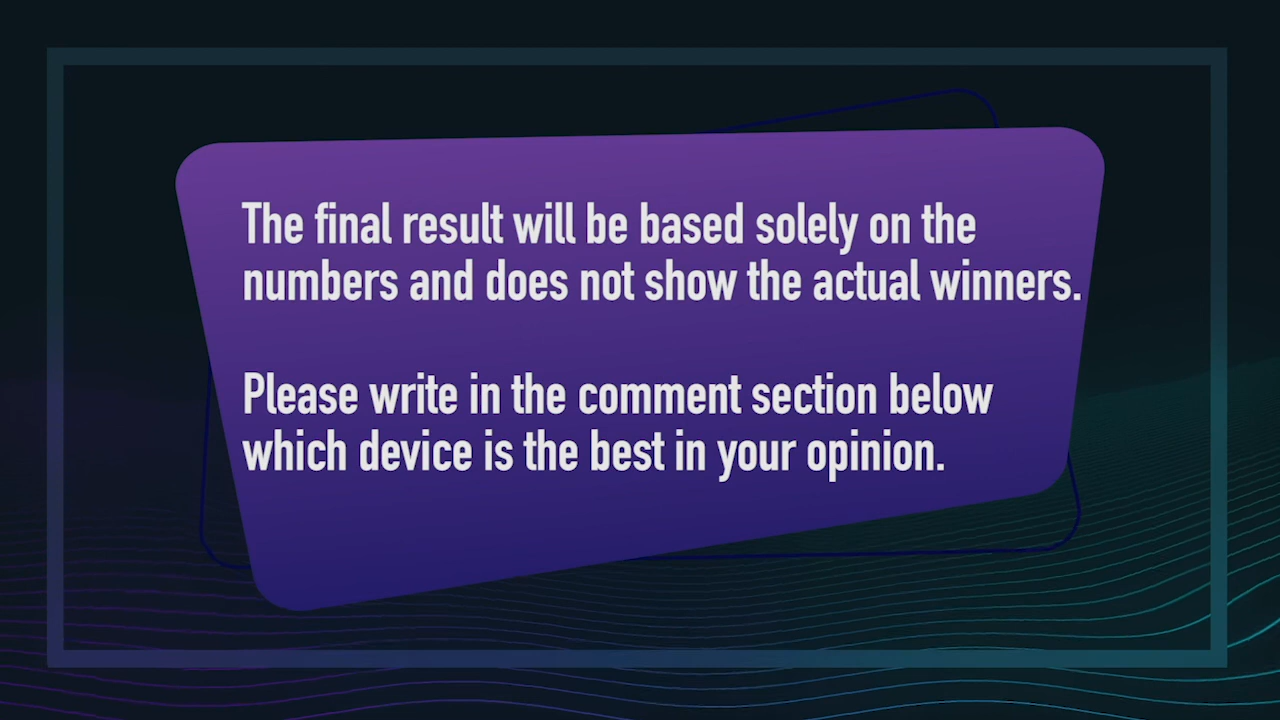 The final result will be based solely on the
numbers and does not show the actual winners.
Please write in the comment section below
which device is the best in your opinion.